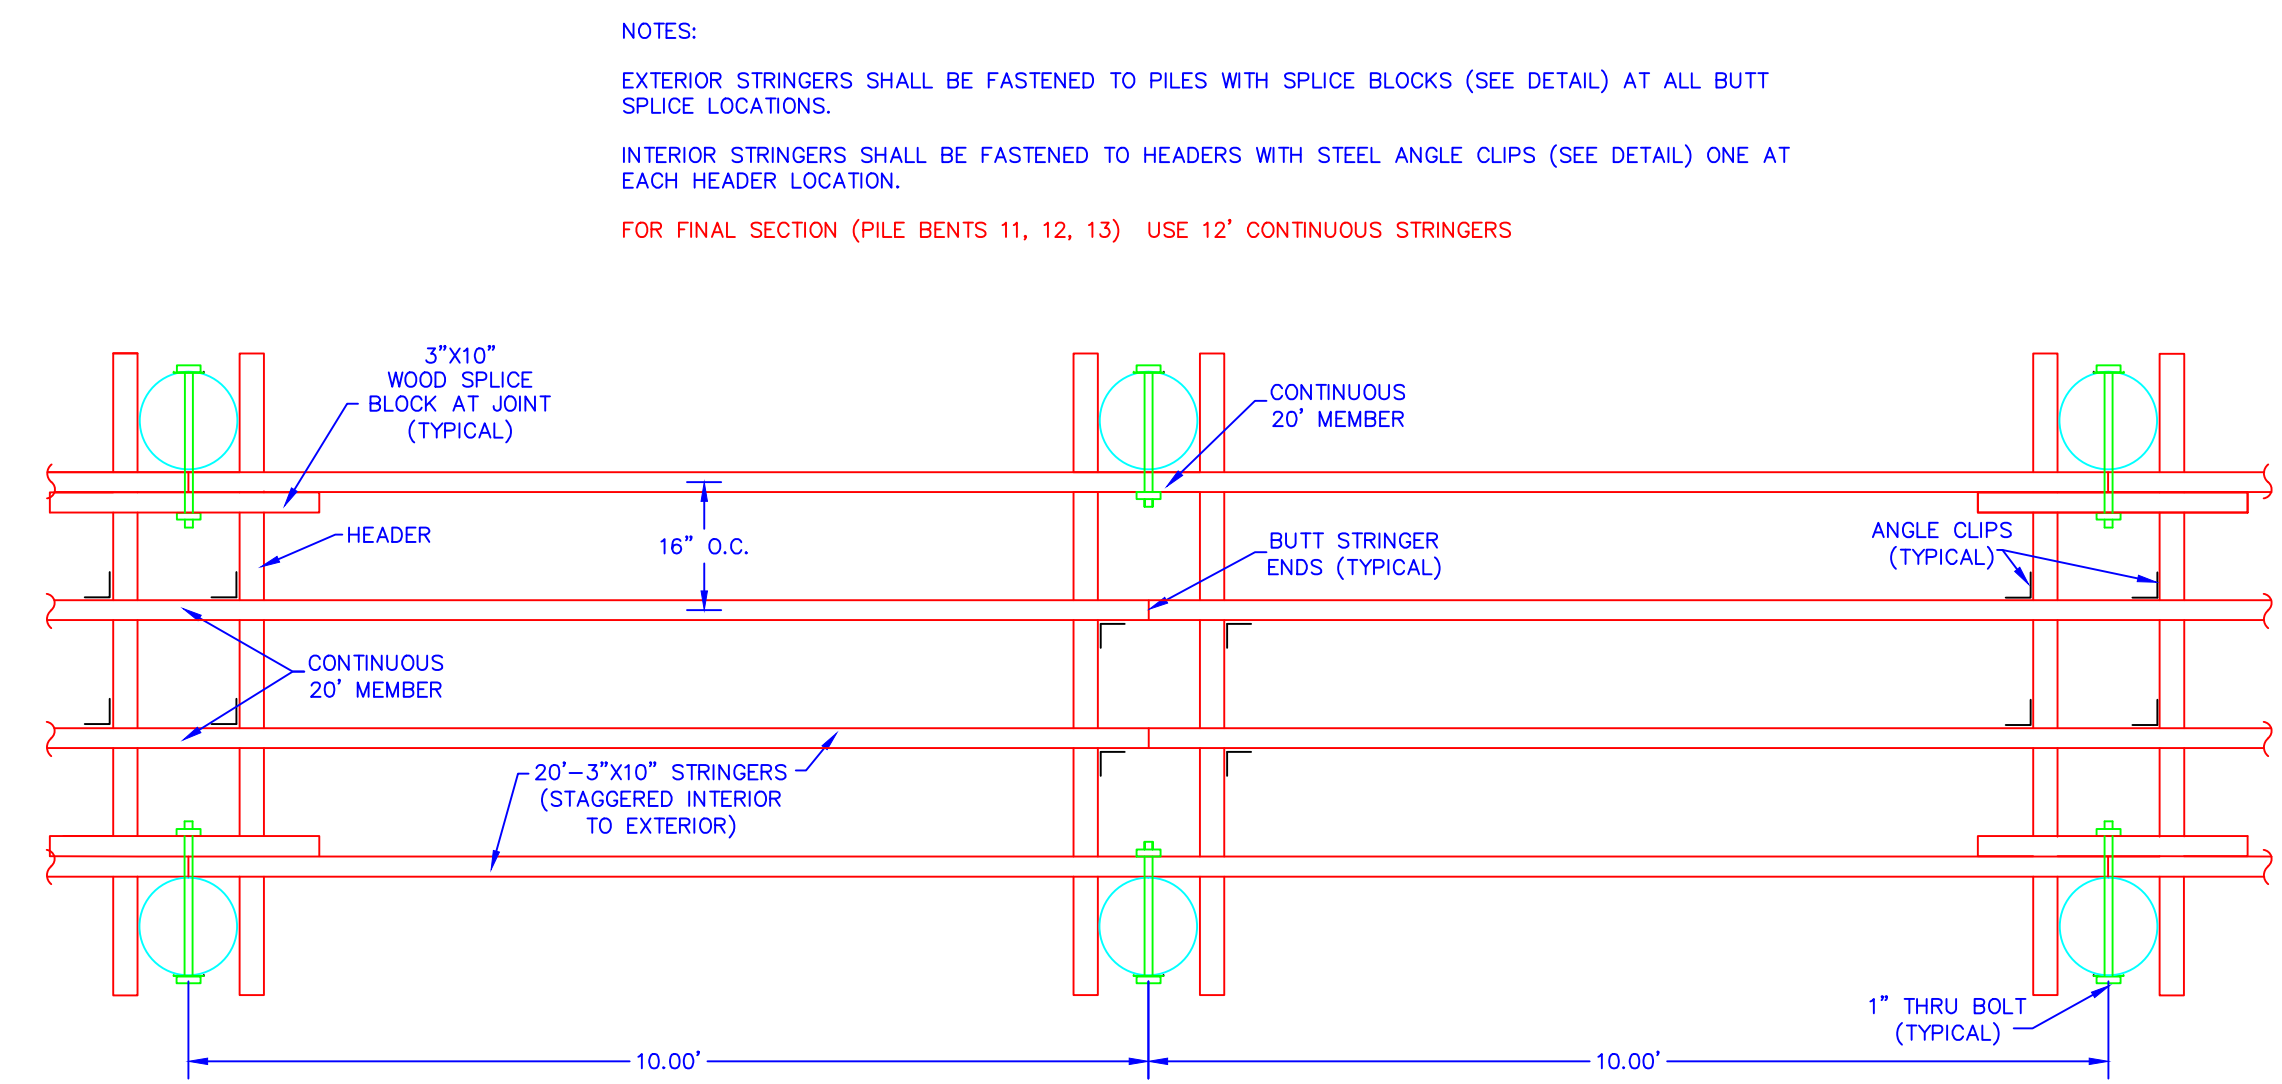 NOTES:
EXTERIOR STRINGERS SHALL BE FASTENED TO PILES WITH SPLICE BLOCKS (SEE DETAIL) AT ALL BUTT
SPLICE LOCATIONS.
INTERIOR STRINGERS SHALL BE FASTENED TO HEADERS WITH STEEL ANGLE CLIPS (SEE DETAIL) ONE AT
EACH HEADER LOCATION.
FOR FINAL SECTION (PILE BENTS 11, 12, 13) USE 12' CONTINUOUS STRINGERS
3"X10"
WOOD SPLICE
BLOCK AT JOINT
(TYPICAL)
CONTINUOUS
20' MEMBER
HEADER
16" O.C.
BUTT STRINGER
ENDS (TYPICAL)
ANGLE CLIPS
(TYPICAL)
CONTINUOUS
20' MEMBER
20'-3"X10" STRINGERS
(STAGGERED INTERIOR
TO EXTERIOR)
1" THRU BOLT
(TYPICAL)
10.00'
10.00'